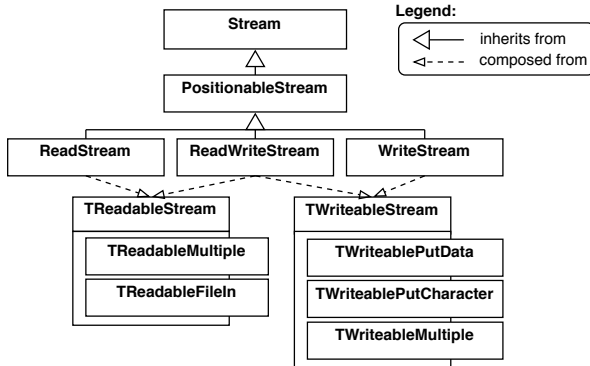 Legend:
Stream
inherits from
composed from
PositionableStream
ReadStream
ReadWriteStream
WriteStream
TReadableStream
TWriteableStream
TReadableMultiple
TWriteablePutData
TReadableFileIn
TWriteablePutCharacter
TWriteableMultiple